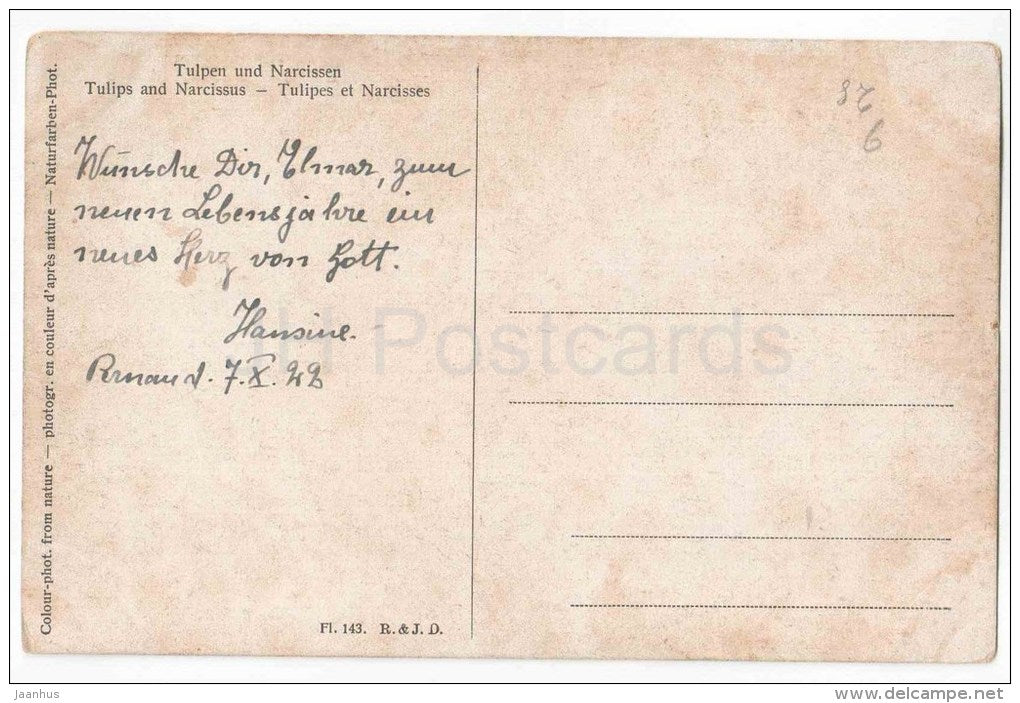 Tulpen und Narcissen
Tulips and Narcissus – Tulipes et Narcisses
Wünsche Dir, Elmar, zum
neuen Lebensjahre ein
neues Herz von Gott.
Hansine.
Pernau d. 7.X.22
Colour-phot. from nature — photogr. en couleur d'après nature — Naturfarben-Phot.
Fl. 143. R. & J. D.
JH Postcards
jaanhus
www.delcampe.net